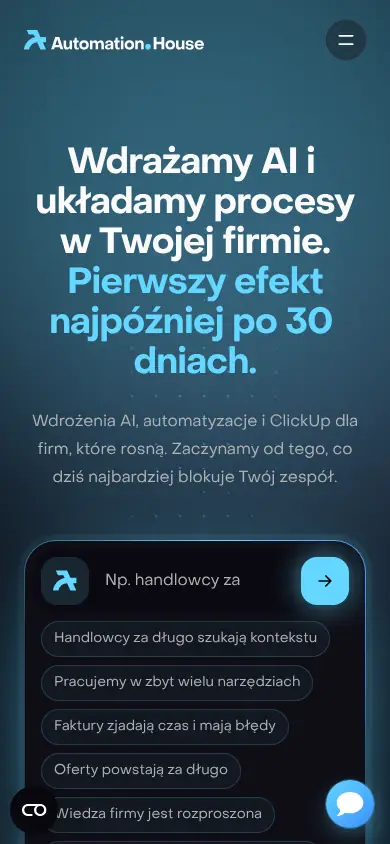 Automation.House
Wdrażamy AI i
układamy procesy
w Twojej firmie.
Pierwszy efekt
najpóźniej po 30
dniach.
Wdrożenia AI, automatyzacje i ClickUp dla
firm, które rosną. Zaczynamy od tego, co
dziś najbardziej blokuje Twój zespół.
Np. handlowcy za
Handlowcy za długo szukają kontekstu
Pracujemy w zbyt wielu narzędziach
Faktury zjadają czas i mają błędy
Oferty powstają za długo
Wiedza firmy jest rozproszona